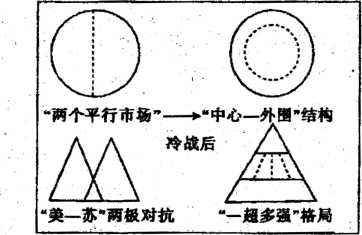 “两个平行市场”→“中心—外围”结构
冷战后
“美—苏”两极对抗 “一超多强”格局